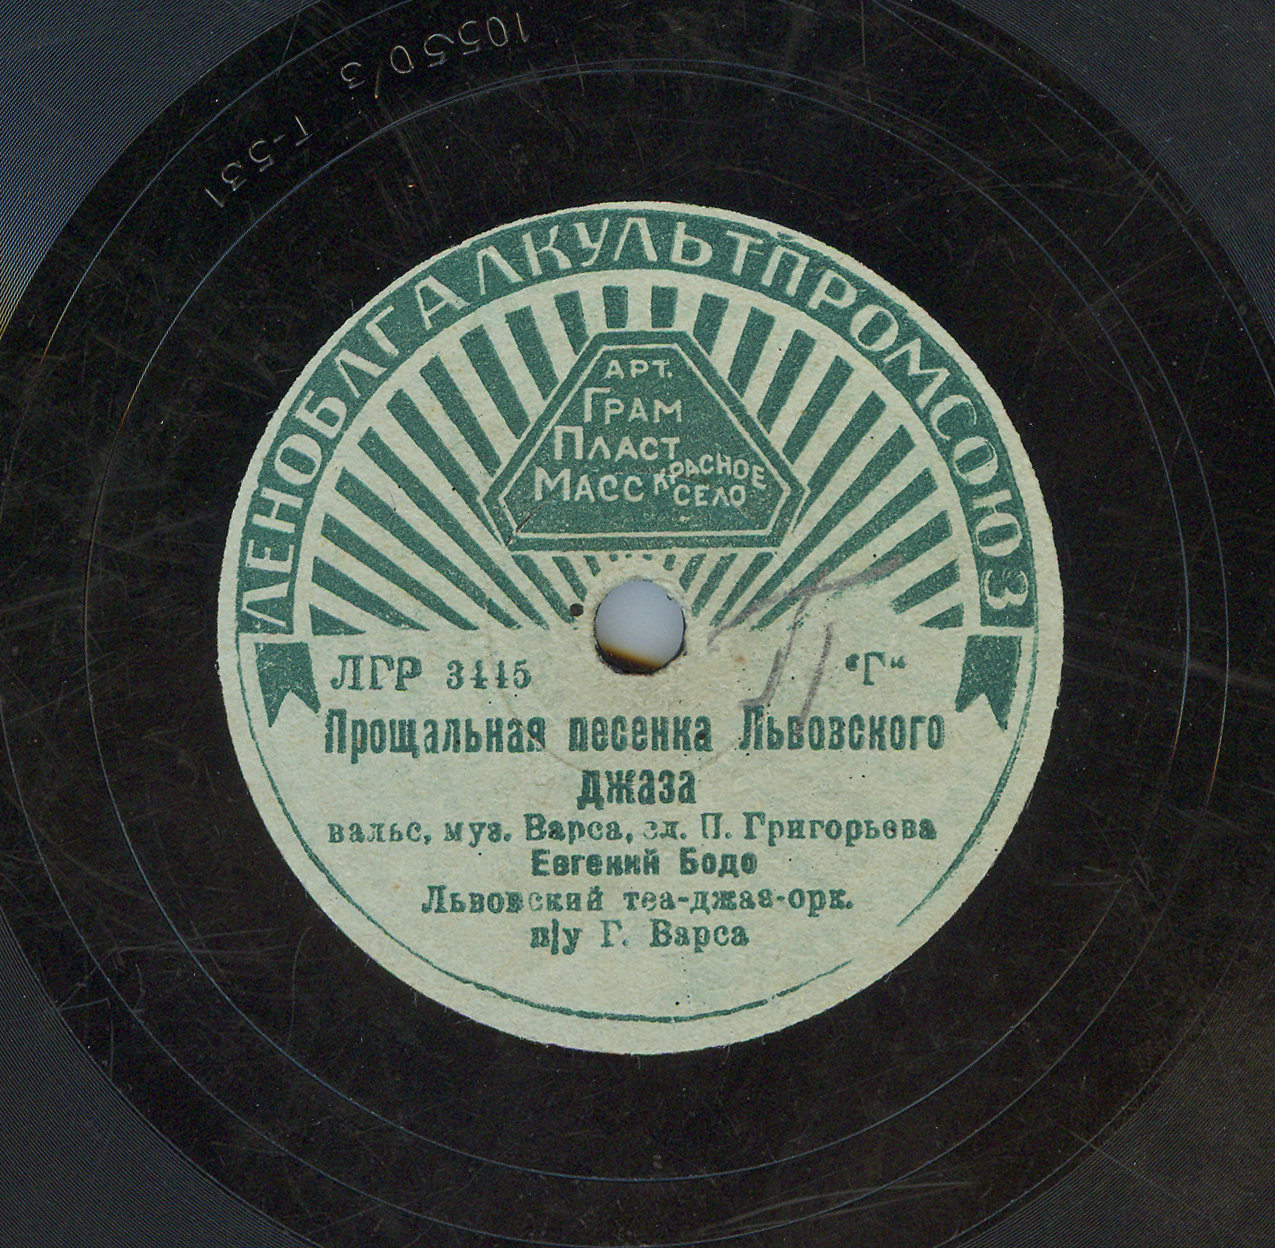 10550/3 Г-531
ЛЕНОБЛГАЛКУЛЬТПРОМСОЮЗ
АРТ.
ГРАМ
ПЛАСТ
МАСС КРАСНОЕ СЕЛО
ЛГР 3445 "Г"
Прощальная песенка Львовского
джаза
вальс, муз. Варса, сл. П. Григорьева
Евгений Бодо
Львовский теа-джаз-орк.
п/у Г. Варса